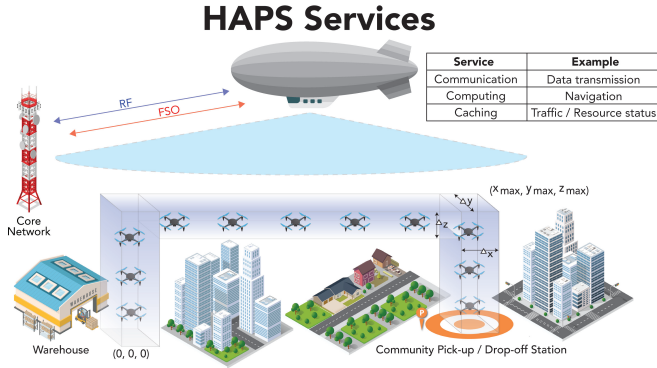 HAPS Services
Service Example
Communication Data transmission
Computing Navigation
Caching Traffic / Resource status
RF
FSO
Core
Network
(x max, y max, z max)
Δy
Δz
Δx
WAREHOUSE
P
Warehouse
(0, 0, 0)
Community Pick-up / Drop-off Station